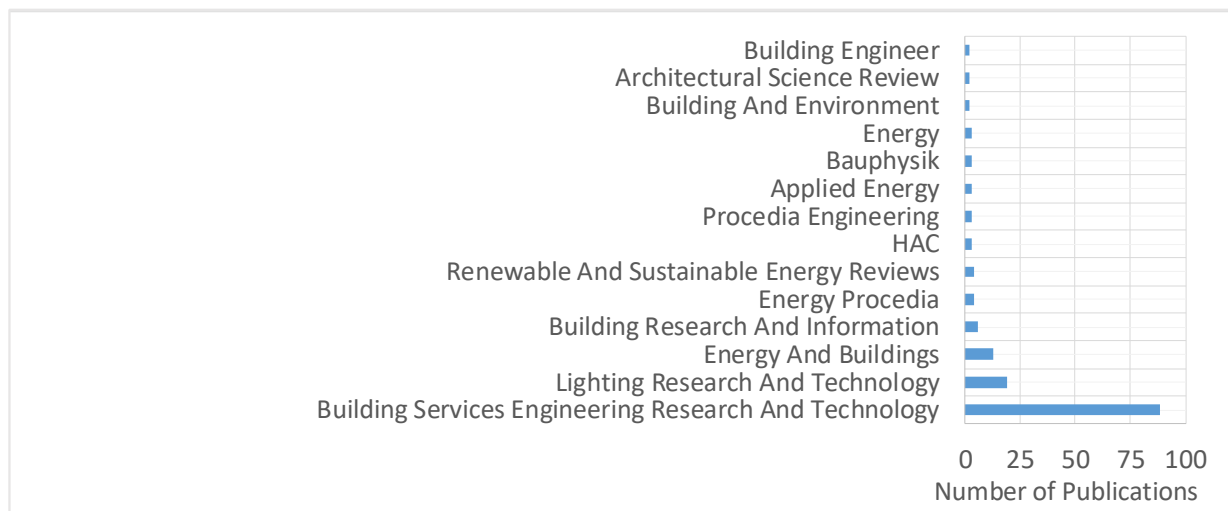 Building Engineer
Architectural Science Review
Building And Environment
Energy
Bauphysik
Applied Energy
Procedia Engineering
HAC
Renewable And Sustainable Energy Reviews
Energy Procedia
Building Research And Information
Energy And Buildings
Lighting Research And Technology
Building Services Engineering Research And Technology
0 25 50 75 100
Number of Publications